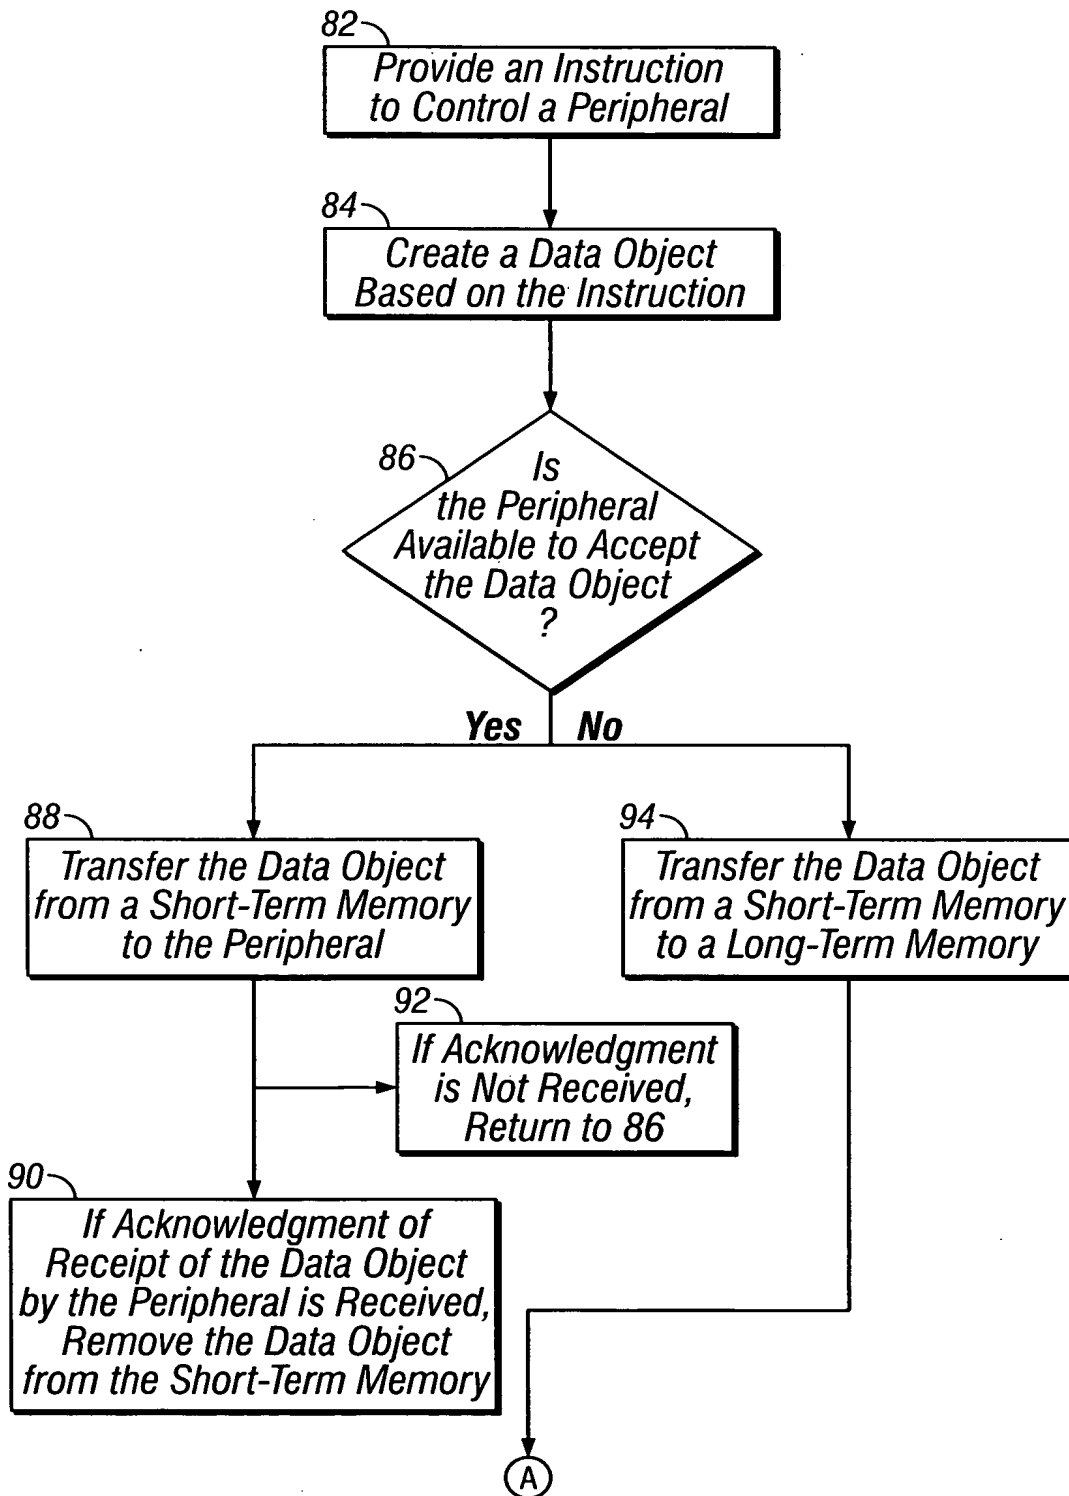 82
Provide an Instruction
to Control a Peripheral
84
Create a Data Object
Based on the Instruction
86
Is
the Peripheral
Available to Accept
the Data Object
?
Yes
No
88
Transfer the Data Object
from a Short-Term Memory
to the Peripheral
94
Transfer the Data Object
from a Short-Term Memory
to a Long-Term Memory
92
If Acknowledgment
is Not Received,
Return to 86
90
If Acknowledgment of
Receipt of the Data Object
by the Peripheral is Received,
Remove the Data Object
from the Short-Term Memory
A